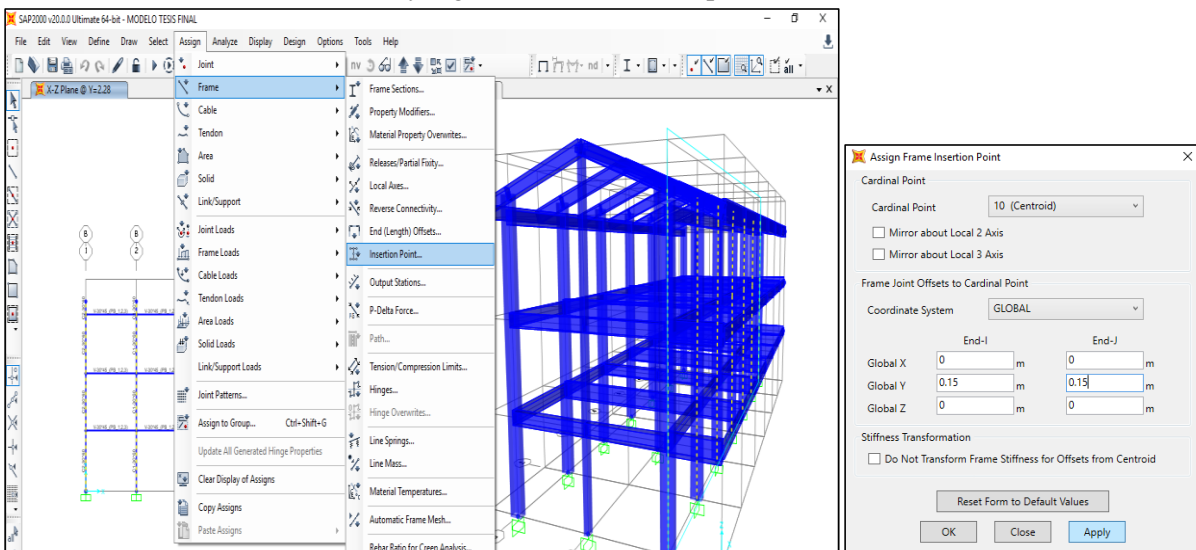 SAP2000 v20.0.0 Ultimate 64-bit - MODELO TESIS FINAL
File Edit View Define Draw Select Assign Analyze Display Design Options Tools Help
nv
nd
all
X-Z Plane @ Y=2.28
B
1
B
2
Joint
Frame
Cable
Tendon
Area
Solid
Link/Support
Joint Loads
Frame Loads
Cable Loads
Tendon Loads
Area Loads
Solid Loads
Link/Support Loads
Joint Patterns...
Assign to Group... Ctrl+Shift+G
Update All Generated Hinge Properties
Clear Display of Assigns
Copy Assigns
Paste Assigns
Frame Sections...
Property Modifiers...
Material Property Overwrites...
Releases/Partial Fixity...
Local Axes...
Reverse Connectivity...
End (Length) Offsets...
Insertion Point...
Output Stations...
P-Delta Force...
Path...
Tension/Compression Limits...
Hinges...
Hinge Overwrites...
Line Springs...
Line Mass...
Material Temperatures...
Automatic Frame Mesh...
Rebar Ratio for Creep Analysis...
Assign Frame Insertion Point
Cardinal Point
Cardinal Point 10 (Centroid)
Mirror about Local 2 Axis
Mirror about Local 3 Axis
Frame Joint Offsets to Cardinal Point
Coordinate System GLOBAL
End-I End-J
Global X 0 m 0 m
Global Y 0.15 m 0.15 m
Global Z 0 m 0 m
Stiffness Transformation
Do Not Transform Frame Stiffness for Offsets from Centroid
Reset Form to Default Values
OK Close Apply